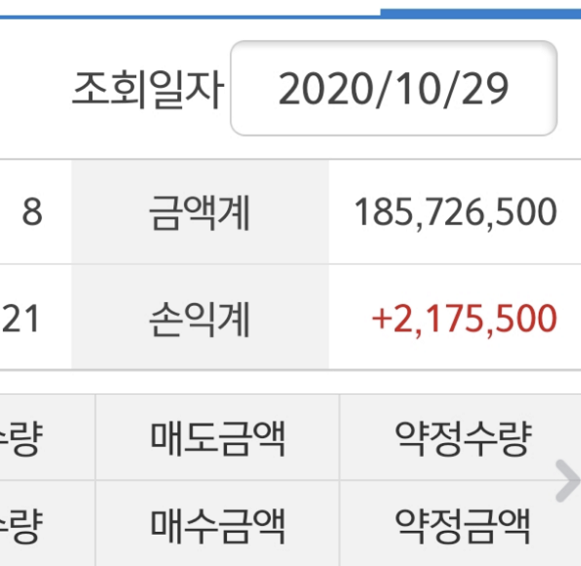 조회일자 2020/10/29
8 금액계 185,726,500
21 손익계 +2,175,500
수량 매도금액 약정수량
수량 매수금액 약정금액